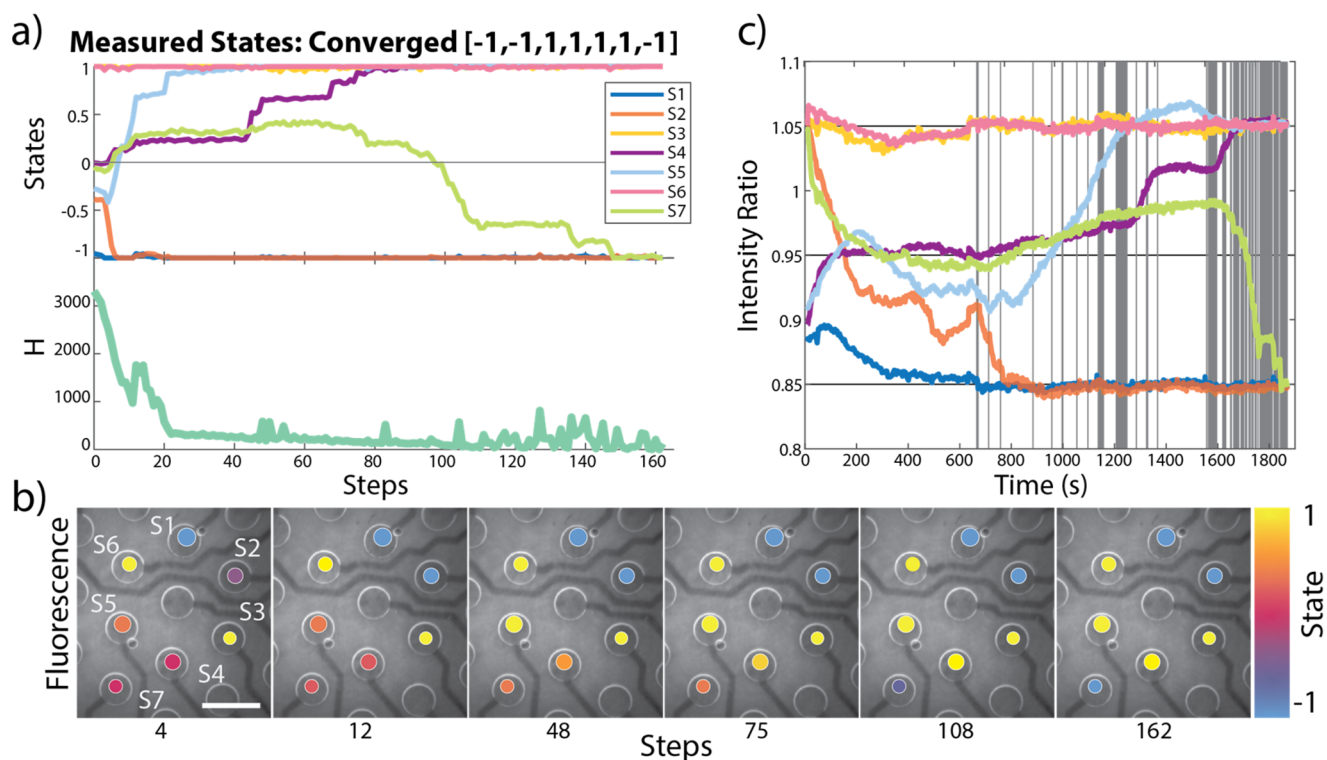 a)
Measured States: Converged [-1,-1,1,1,1,1,-1]
States
1
0.5
0
-0.5
-1
S1
S2
S3
S4
S5
S6
S7
H
3000
2000
1000
0
0 20 40 60 80 100 120 140 160
Steps
c)
Intensity Ratio
1.1
1.05
1
0.95
0.9
0.85
0.8
0 200 400 600 800 1000 1200 1400 1600 1800
Time (s)
b)
Fluorescence
S1
S6
S2
S5
S3
S4
S7
4 12 48 75 108 162
Steps
1
State
-1